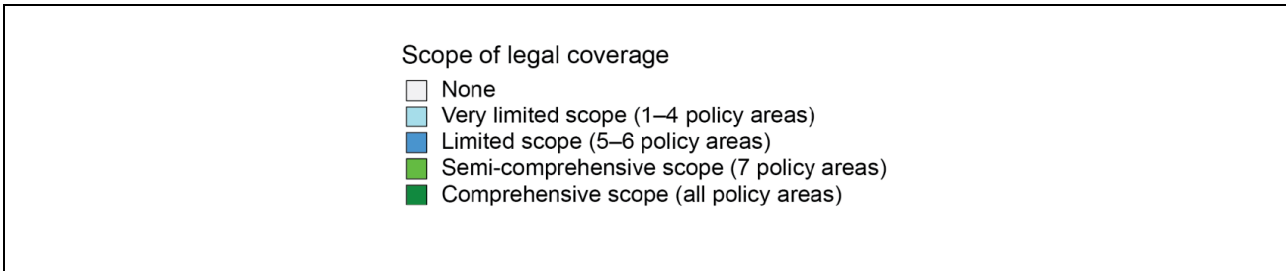 Scope of legal coverage
None
Very limited scope (1–4 policy areas)
Limited scope (5–6 policy areas)
Semi-comprehensive scope (7 policy areas)
Comprehensive scope (all policy areas)